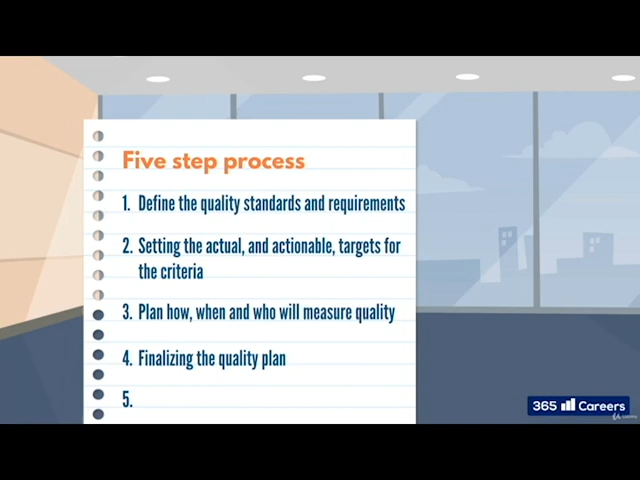 Five step process
1. Define the quality standards and requirements
2. Setting the actual, and actionable, targets for
the criteria
3. Plan how, when and who will measure quality
4. Finalizing the quality plan
5.
365 Careers